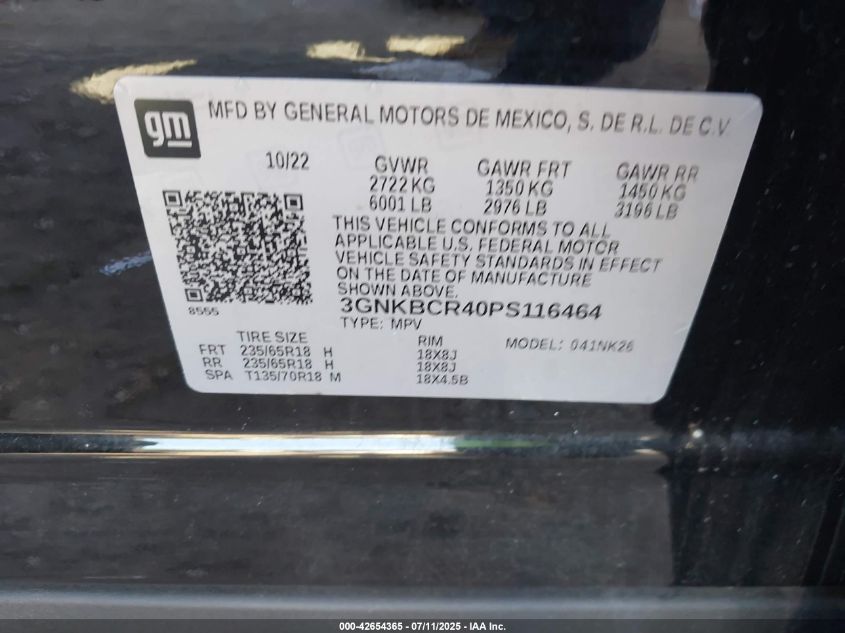 gm
MFD BY GENERAL MOTORS DE MEXICO, S. DE R.L. DE C.V.
10/22 GVWR GAWR FRT GAWR RR
2722 KG 1350 KG 1450 KG
6001 LB 2976 LB 3196 LB
THIS VEHICLE CONFORMS TO ALL
APPLICABLE U.S. FEDERAL MOTOR
VEHICLE SAFETY STANDARDS IN EFFECT
ON THE DATE OF MANUFACTURE
SHOWN ABOVE.
8555 3GNKBCR40PS116464
TYPE: MPV
TIRE SIZE RIM MODEL: 041NK26
FRT 235/65R18 H 18X8J
RR 235/65R18 H 18X8J
SPA T135/70R18 M 18X4.5B
000-42654365 - 07/11/2025 - IAA Inc.